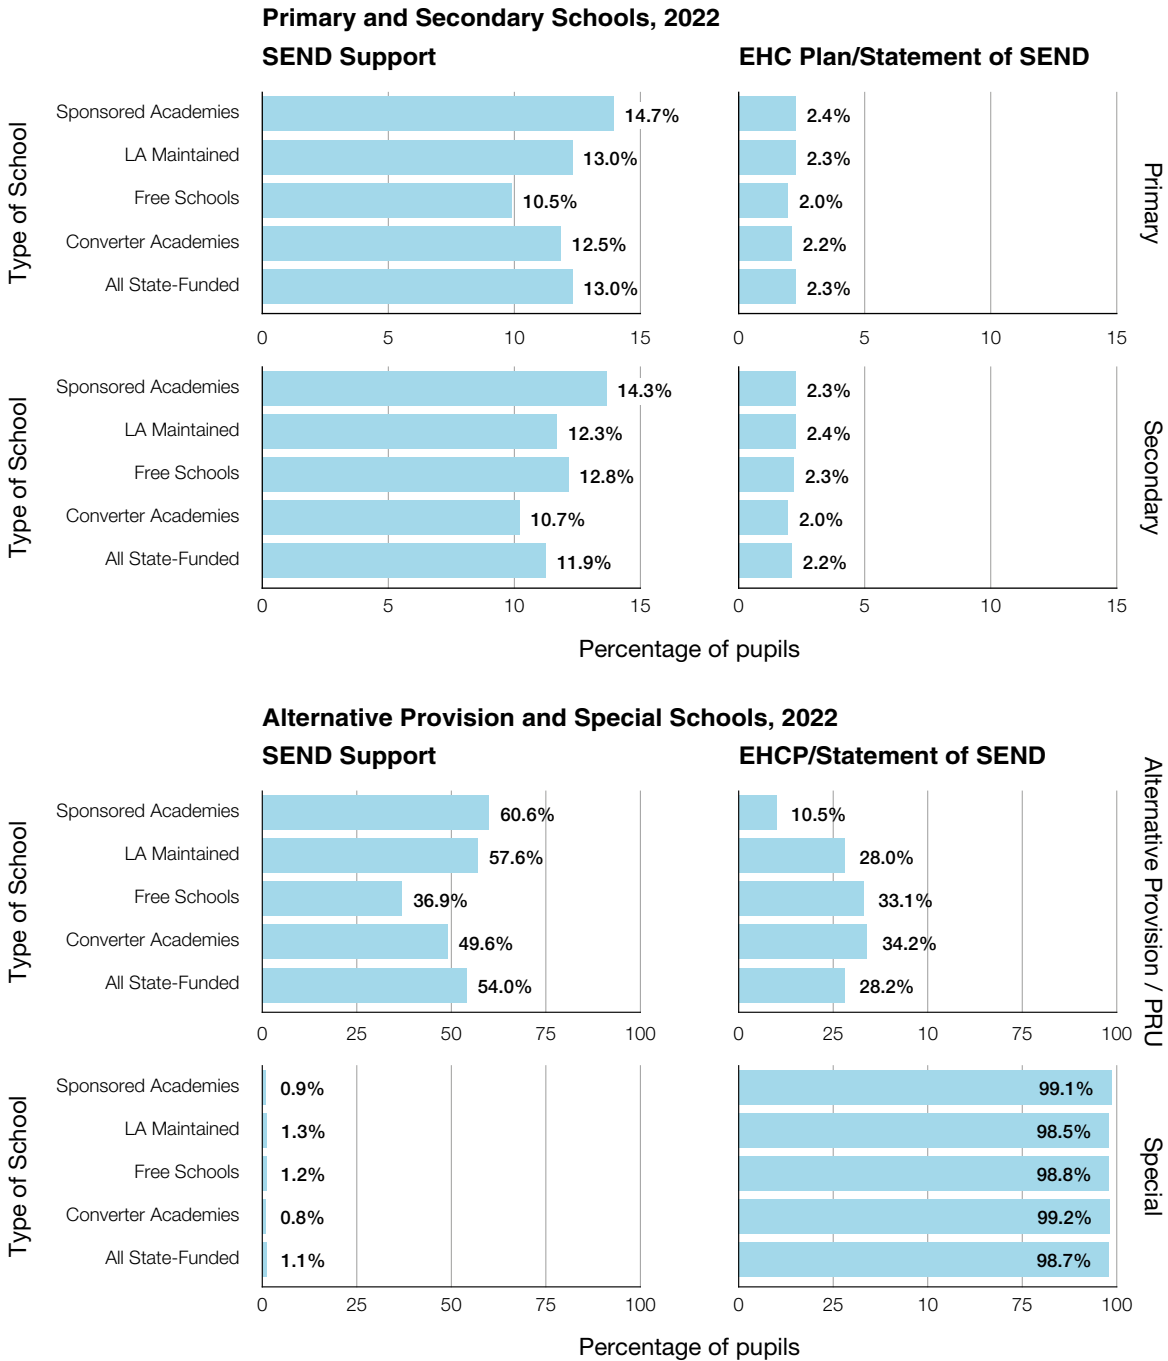 Primary and Secondary Schools, 2022
SEND Support
EHC Plan/Statement of SEND
Type of School
Sponsored Academies
14.7%
2.4%
LA Maintained
13.0%
2.3%
Free Schools
10.5%
2.0%
Converter Academies
12.5%
2.2%
All State-Funded
13.0%
2.3%
Primary
0 5 10 15
0 5 10 15
Type of School
Sponsored Academies
14.3%
2.3%
LA Maintained
12.3%
2.4%
Free Schools
12.8%
2.3%
Converter Academies
10.7%
2.0%
All State-Funded
11.9%
2.2%
Secondary
0 5 10 15
0 5 10 15
Percentage of pupils
Alternative Provision and Special Schools, 2022
SEND Support
EHCP/Statement of SEND
Type of School
Sponsored Academies
60.6%
10.5%
LA Maintained
57.6%
28.0%
Free Schools
36.9%
33.1%
Converter Academies
49.6%
34.2%
All State-Funded
54.0%
28.2%
Alternative Provision / PRU
0 25 50 75 100
0 25 10 75 100
Type of School
Sponsored Academies
0.9%
99.1%
LA Maintained
1.3%
98.5%
Free Schools
1.2%
98.8%
Converter Academies
0.8%
99.2%
All State-Funded
1.1%
98.7%
Special
0 25 50 75 100
0 25 10 75 100
Percentage of pupils